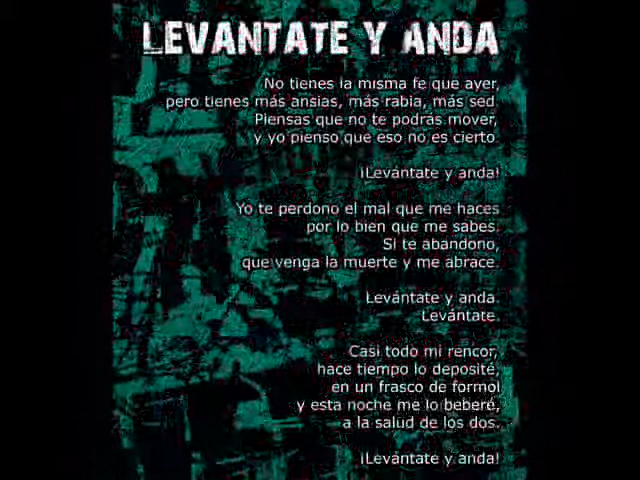 LEVANTATE Y ANDA
No tienes la misma fe que ayer,
pero tienes más ansias, más rabia, más sed.
Piensas que no te podrás mover,
y yo pienso que eso no es cierto.
¡Levántate y anda!
Yo te perdono el mal que me haces
por lo bien que me sabes.
Si te abandono,
que venga la muerte y me abrace.
Levántate y anda.
Levántate.
Casi todo mi rencor,
hace tiempo lo deposité,
en un frasco de formol
y esta noche me lo beberé,
a la salud de los dos.
¡Levántate y anda!